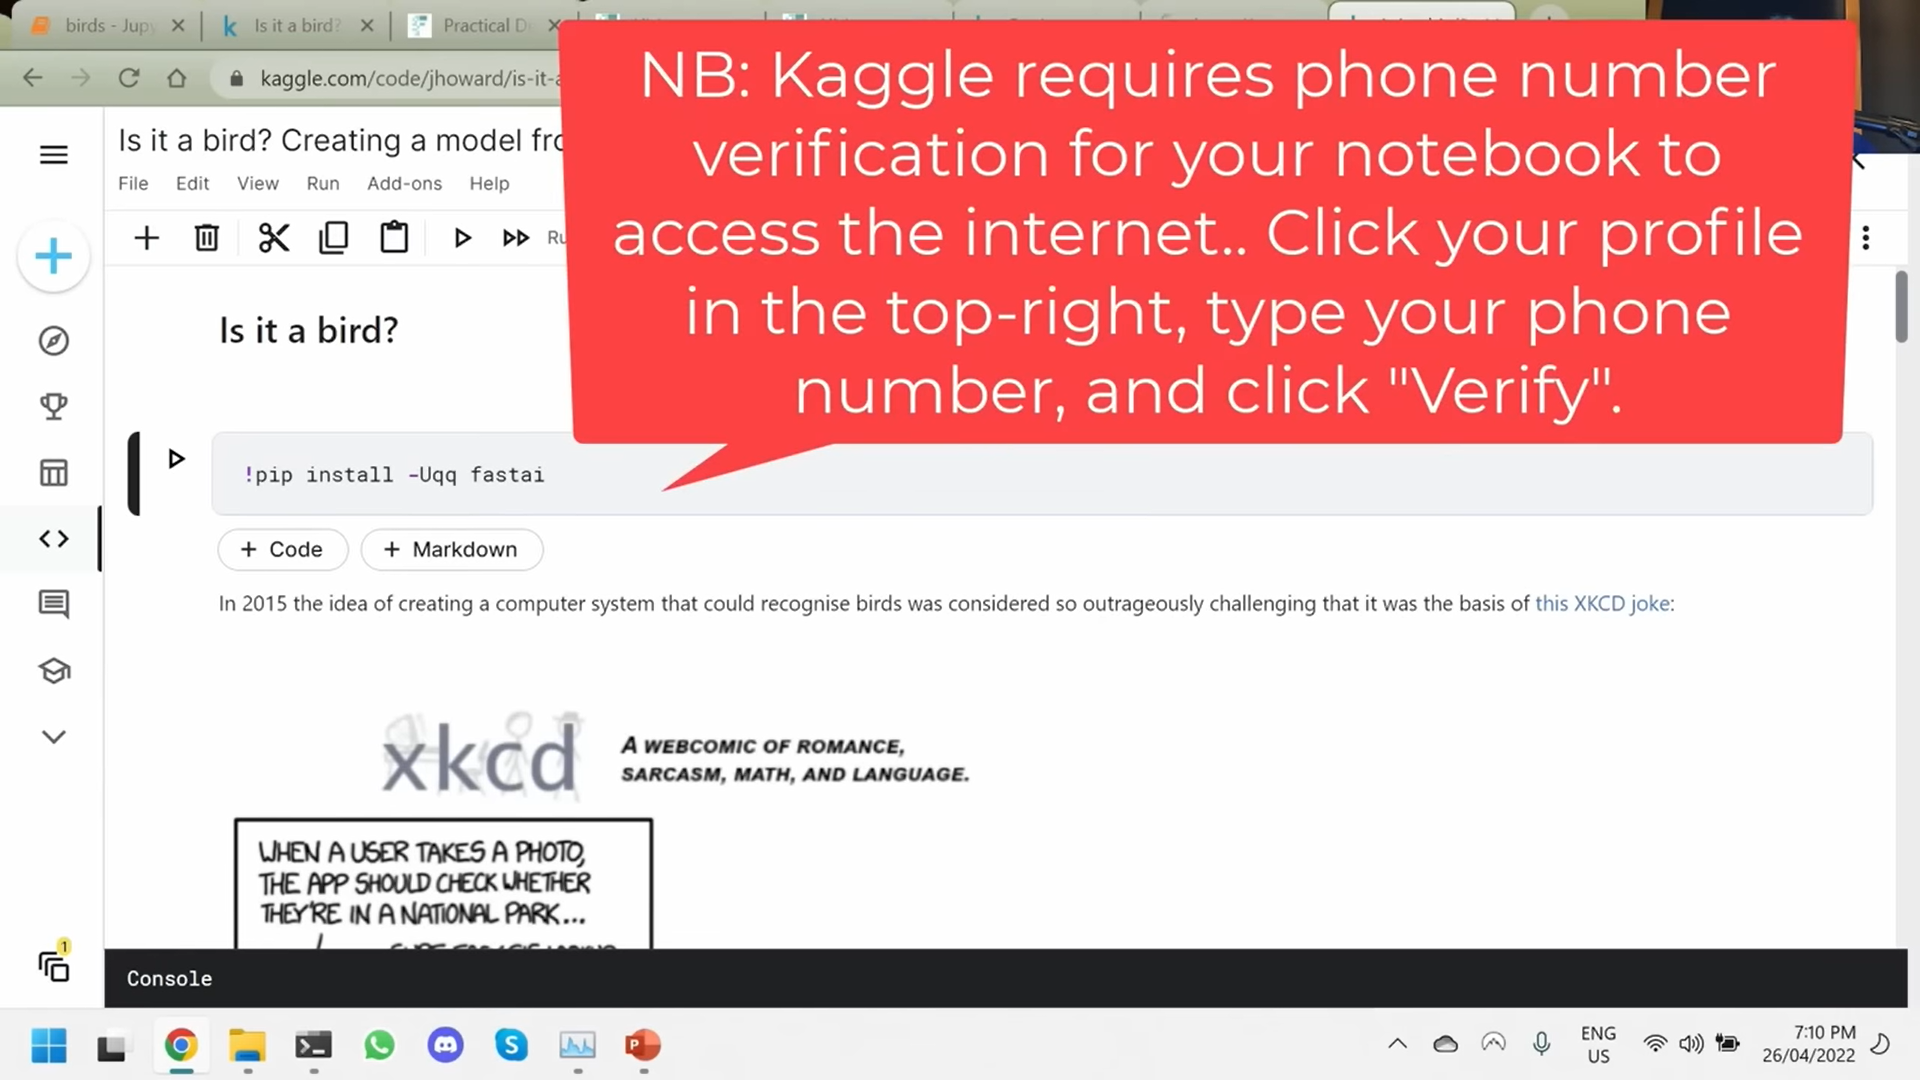 birds - Jup
Is it a bird?
Practical D
kaggle.com/code/jhoward/is-it-a
NB: Kaggle requires phone number
verification for your notebook to
access the internet.. Click your profile
in the top-right, type your phone
number, and click "Verify".
Is it a bird? Creating a model fro
File Edit View Run Add-ons Help
Ru
Is it a bird?
!pip install -Uqq fastai
+ Code + Markdown
In 2015 the idea of creating a computer system that could recognise birds was considered so outrageously challenging that it was the basis of this XKCD joke:
xkcd
A WEBCOMIC OF ROMANCE,
SARCASM, MATH, AND LANGUAGE.
WHEN A USER TAKES A PHOTO,
THE APP SHOULD CHECK WHETHER
THEY'RE IN A NATIONAL PARK...
1
Console
ENG
US
7:10 PM
26/04/2022